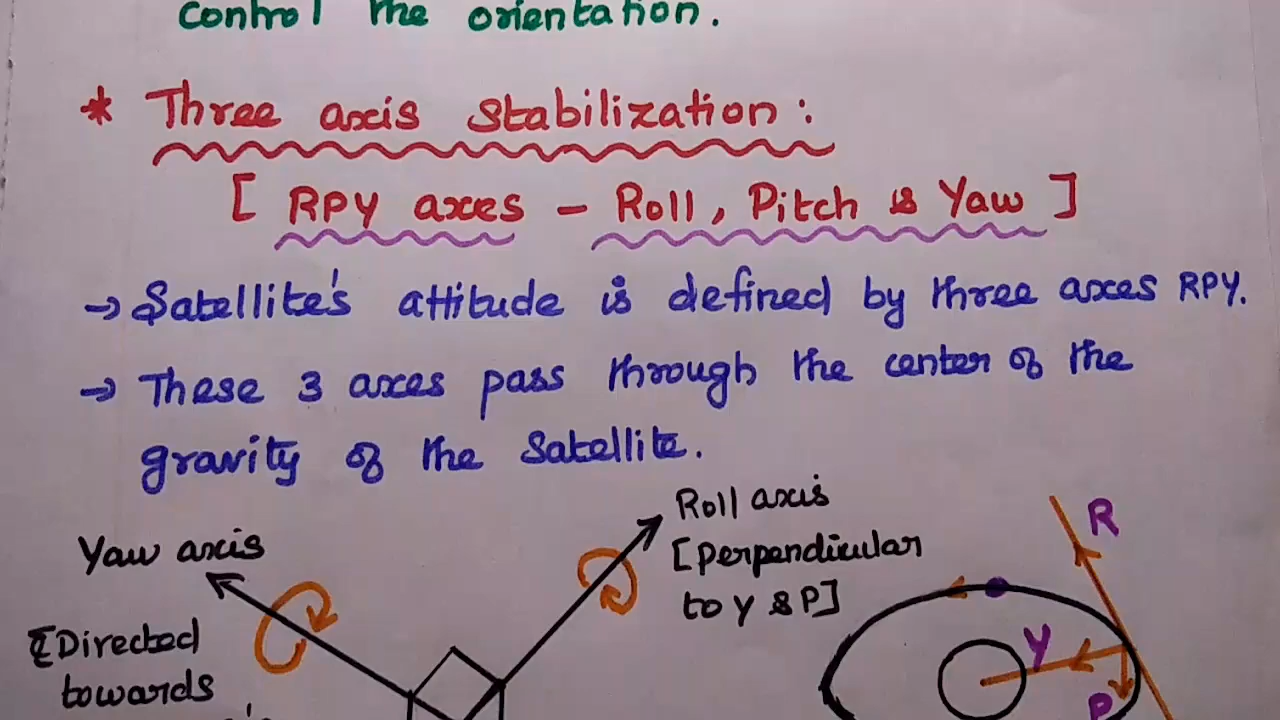 control the orientation.
* Three axis stabilization:
[RPY axes - Roll, Pitch & Yaw]
→ Satellite's attitude is defined by three axes RPY.
→ These 3 axes pass through the center of the
gravity of the satellite.
Yaw axis
[Directed
towards
Roll axis
[Perpendicular
to Y & P]
R
Y
P